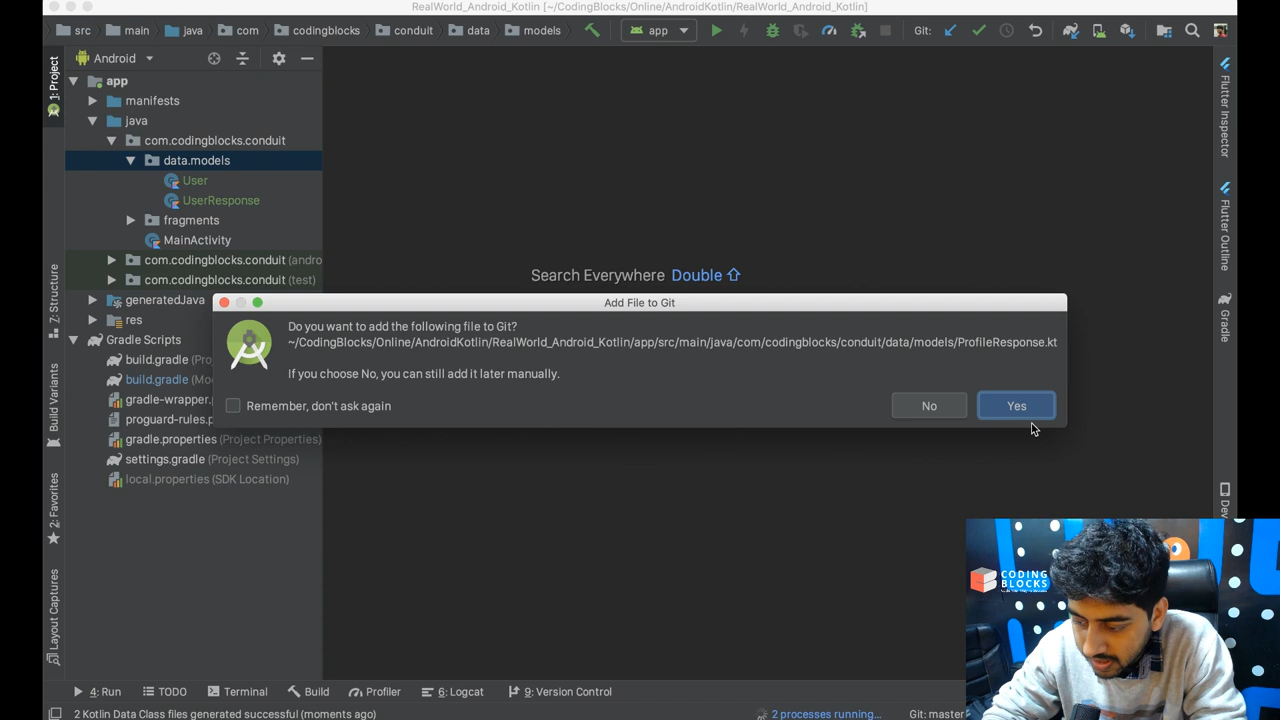 RealWorld_Android_Kotlin [~/CodingBlocks/Online/AndroidKotlin/RealWorld_Android_Kotlin]
src main java com codingblocks conduit data models app Git:
Android
1: Project
app
manifests
java
com.codingblocks.conduit
data.models
User
UserResponse
fragments
MainActivity
com.codingblocks.conduit (andro
com.codingblocks.conduit (test)
generatedJava
res
Gradle Scripts
build.gradle (Pro
build.gradle (Mo
gradle-wrapper.p
proguard-rules.p
gradle.properties (Project Properties)
settings.gradle (Project Settings)
local.properties (SDK Location)
Z: Structure
Build Variants
2: Favorites
Layout Captures
Search Everywhere Double
Add File to Git
Do you want to add the following file to Git?
~/CodingBlocks/Online/AndroidKotlin/RealWorld_Android_Kotlin/app/src/main/java/com/codingblocks/conduit/data/models/ProfileResponse.kt
If you choose No, you can still add it later manually.
Remember, don't ask again
No
Yes
Flutter Inspector
Flutter Outline
Gradle
CODING
BLOCKS
4: Run TODO Terminal Build Profiler 6: Logcat 9: Version Control
2 Kotlin Data Class files generated successful (moments ago)
2 processes running...
Git: master